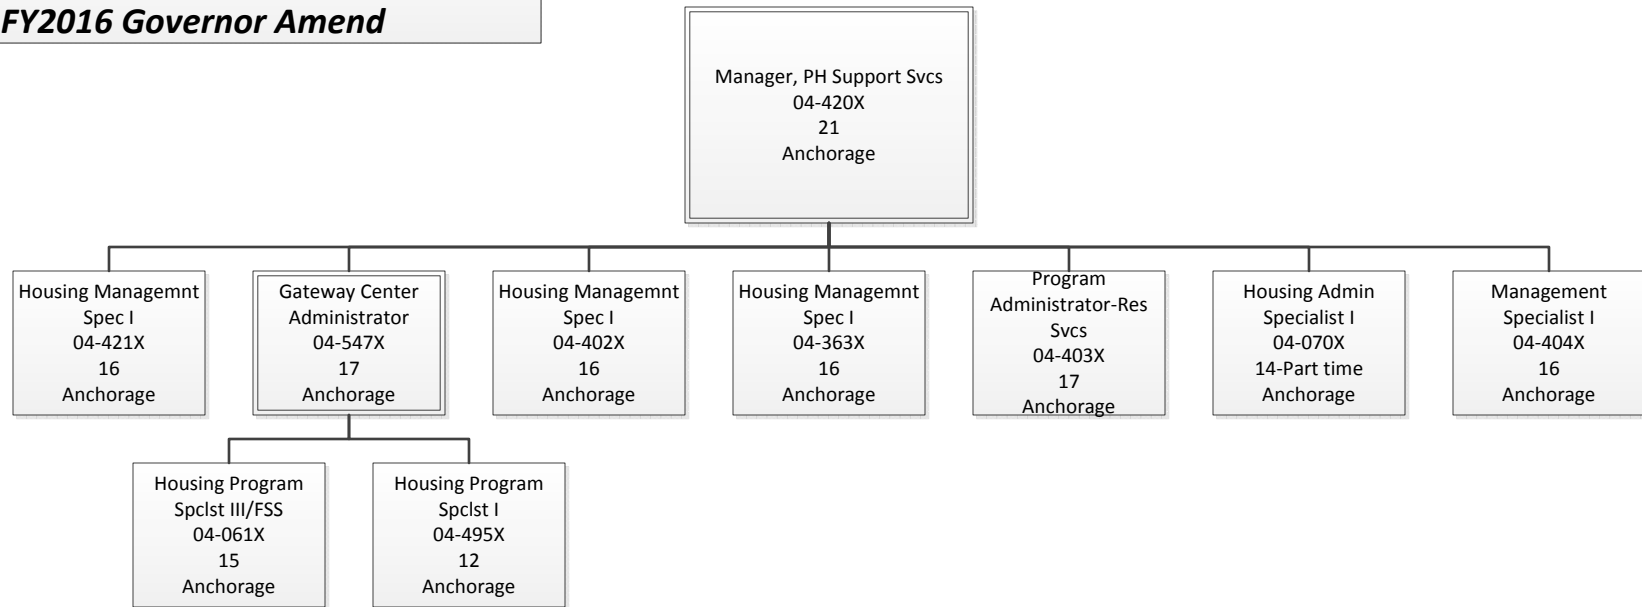 FY2016 Governor Amend
Manager, PH Support Svcs
04-420X
21
Anchorage
Housing Managemnt
Spec I
04-421X
16
Anchorage
Gateway Center
Administrator
04-547X
17
Anchorage
Housing Managemnt
Spec I
04-402X
16
Anchorage
Housing Managemnt
Spec I
04-363X
16
Anchorage
Program
Administrator-Res
Svcs
04-403X
17
Anchorage
Housing Admin
Specialist I
04-070X
14-Part time
Anchorage
Management
Specialist I
04-404X
16
Anchorage
Housing Program
Spclst III/FSS
04-061X
15
Anchorage
Housing Program
Spclst I
04-495X
12
Anchorage